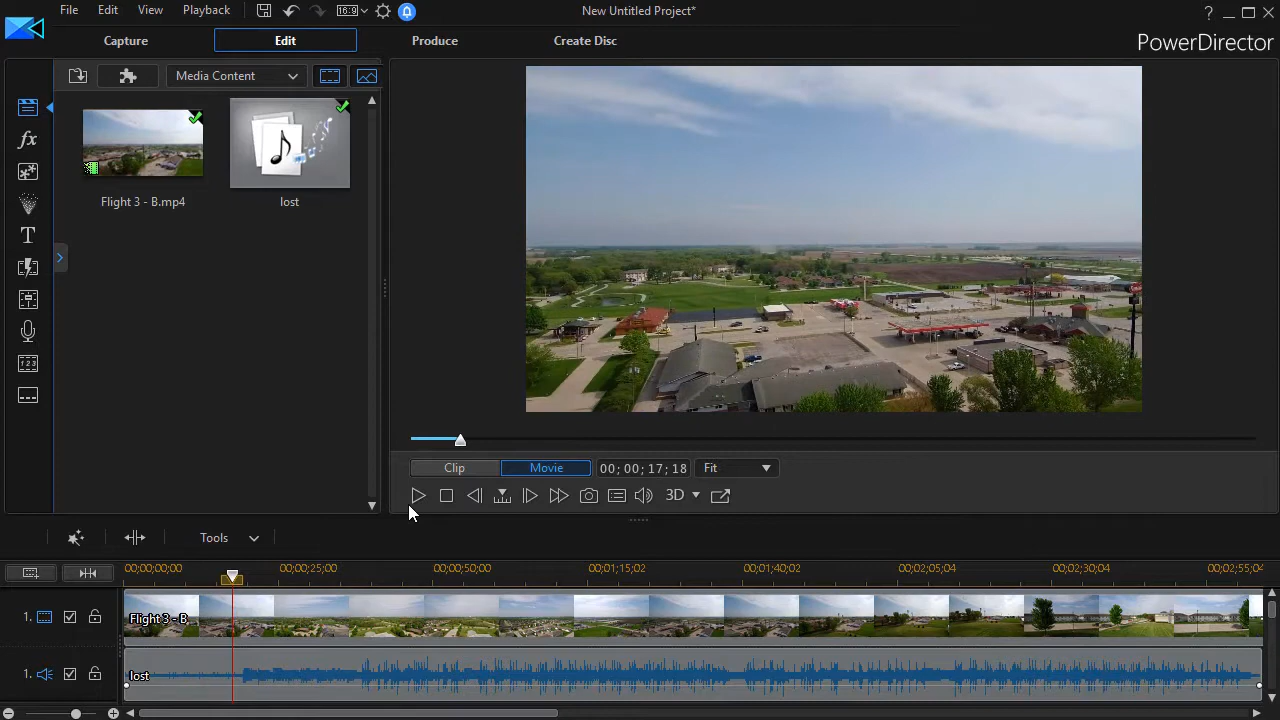 File Edit View Playback 16:9 New Untitled Project* ?
Capture Edit Produce Create Disc PowerDirector
Media Content
fx
Flight 3 - B.mp4 lost
T
123
Clip Movie 00; 00; 17; 18 Fit
3D
Tools
00;00;00;00 00;00;25;00 00;00;50;00 00;01;15;02 00;01;40;02 00;02;05;04 00;02;30;04 00;02;55;04
1. Flight 3 - B
1. lost